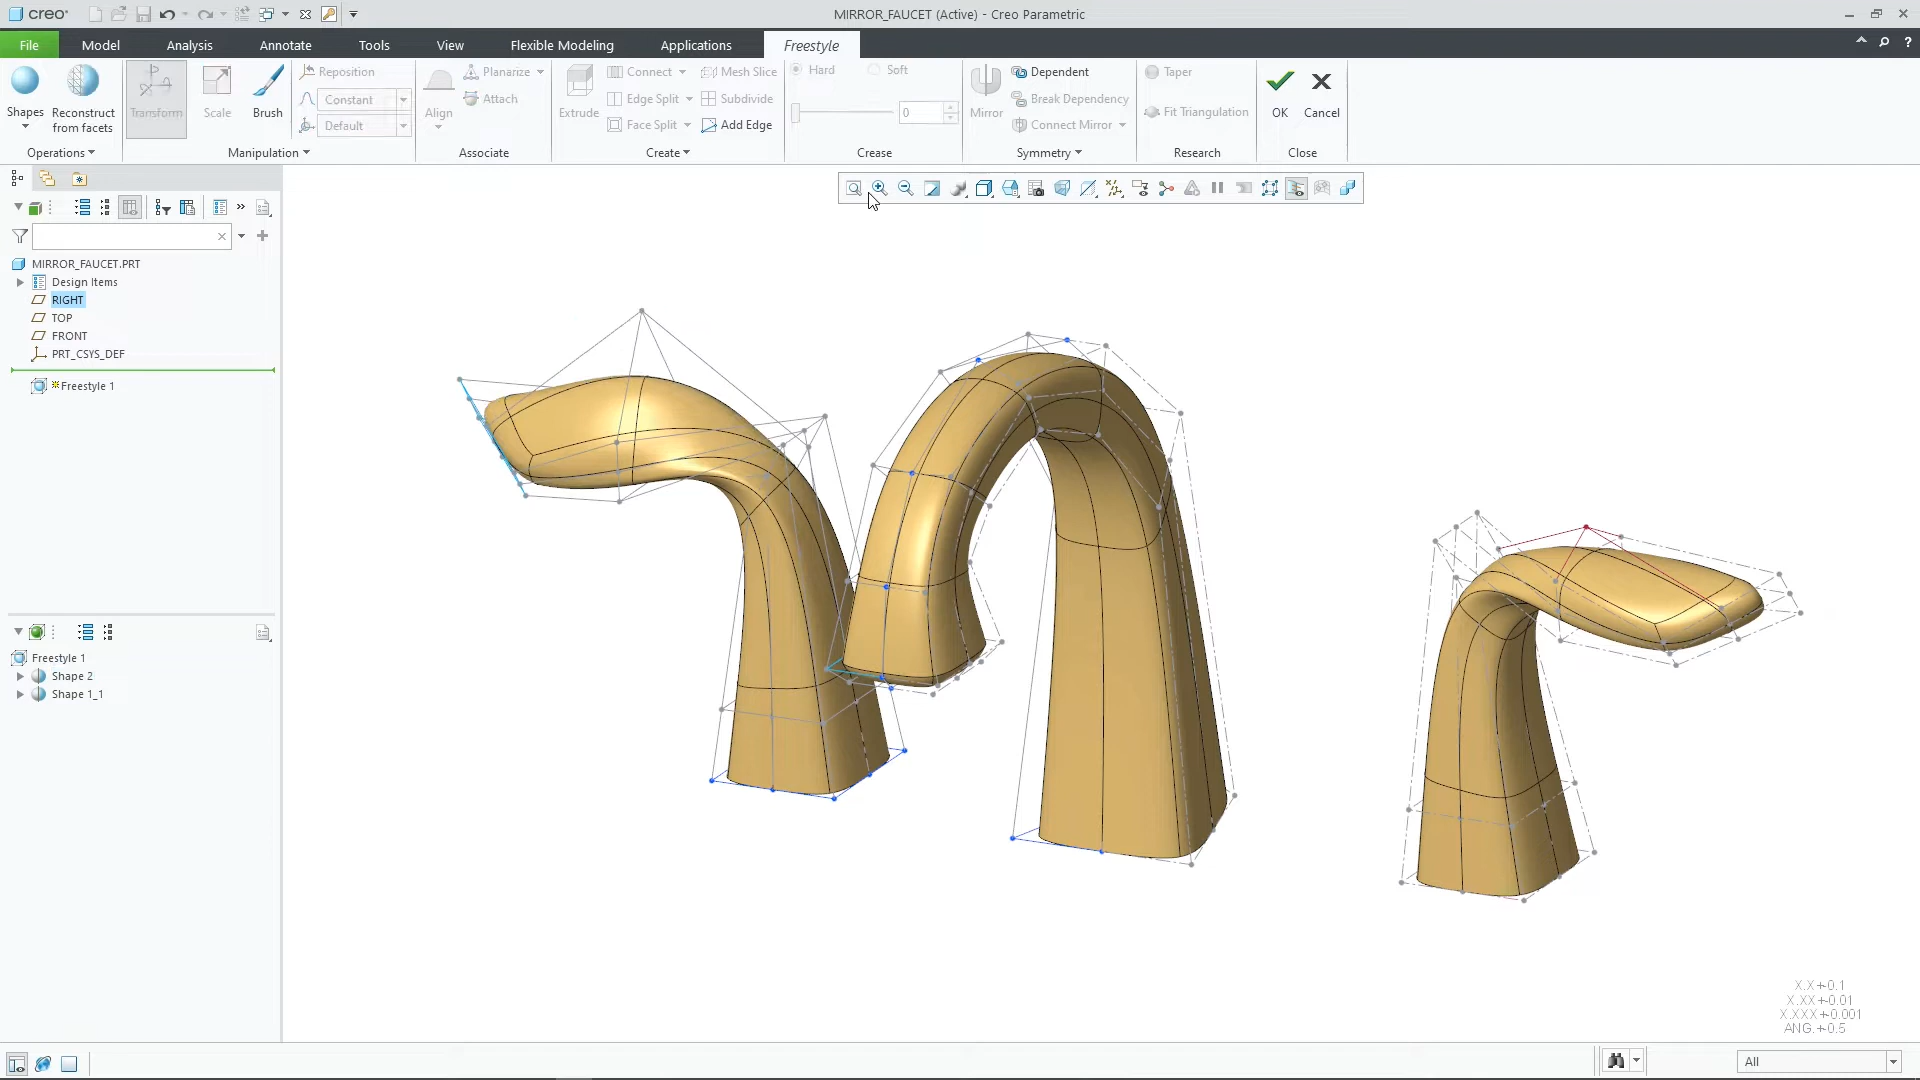 creo
MIRROR_FAUCET (Active) - Creo Parametric
File Model Analysis Annotate Tools View Flexible Modeling Applications Freestyle
Shapes
Reconstruct from facets
Operations
Transform
Scale
Brush
Reposition
Constant
Default
Manipulation
Align
Planarize
Attach
Associate
Extrude
Connect
Edge Split
Face Split
Mesh Slice
Subdivide
Add Edge
Create
Hard Soft
0
Crease
Mirror
Dependent
Break Dependency
Connect Mirror
Symmetry
Taper
Fit Triangulation
Research
OK
Cancel
Close
MIRROR_FAUCET.PRT
Design Items
RIGHT
TOP
FRONT
PRT_CSYS_DEF
Freestyle 1
Freestyle 1
Shape 2
Shape 1_1
X.X+-0.1
X.XX+-0.01
X.XXX+-0.001
ANG.+-0.5
All